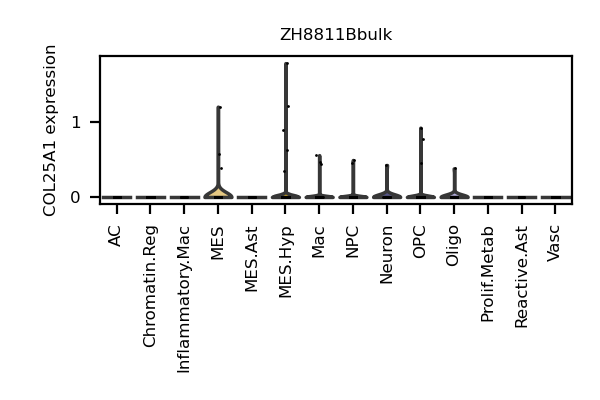 ZH8811Bbulk
COL25A1 expression
1
0
AC
Chromatin.Reg
Inflammatory.Mac
MES
MES.Ast
MES.Hyp
Mac
NPC
Neuron
OPC
Oligo
Prolif.Metab
Reactive.Ast
Vasc